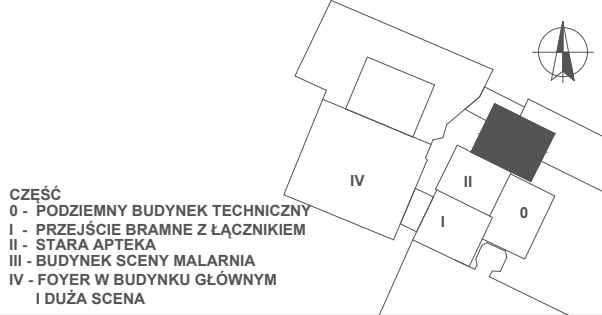 IV
II
I
0
CZĘŚĆ
0 - PODZIEMNY BUDYNEK TECHNICZNY
I - PRZEJŚCIE BRAMNE Z ŁĄCZNIKIEM
II - STARA APTEKA
III - BUDYNEK SCENY MALARNIA
IV - FOYER W BUDYNKU GŁÓWNYM
I DUŻA SCENA